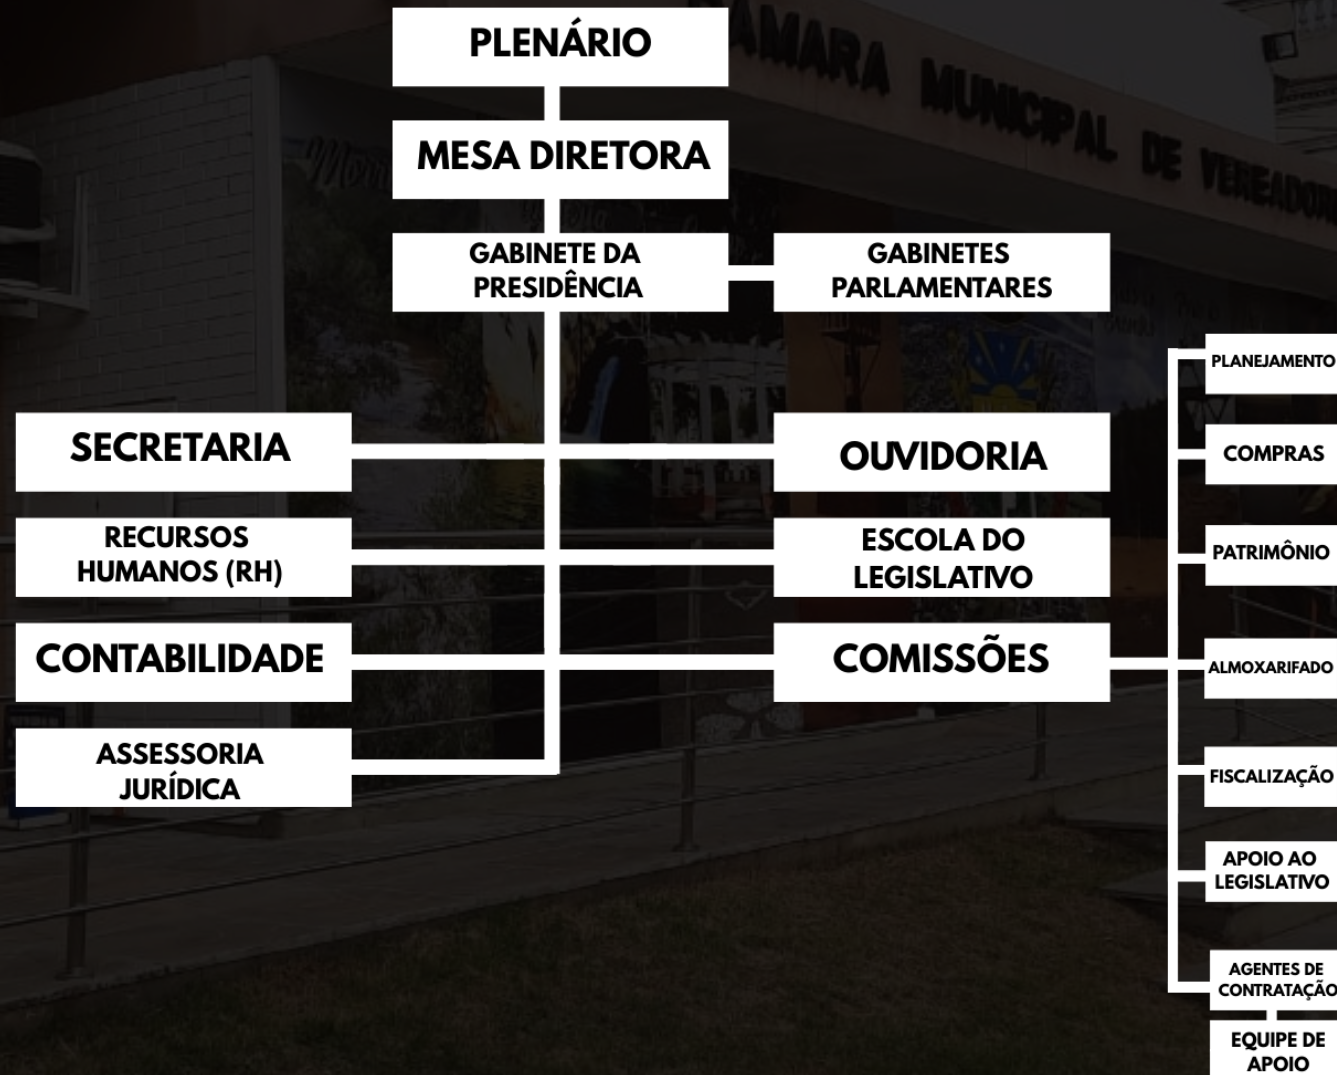 PLENÁRIO
MESA DIRETORA
GABINETE DA
PRESIDÊNCIA
GABINETES
PARLAMENTARES
SECRETARIA
OUVIDORIA
RECURSOS
HUMANOS (RH)
ESCOLA DO
LEGISLATIVO
CONTABILIDADE
COMISSÕES
ASSESSORIA
JURÍDICA
PLANEJAMENTO
COMPRAS
PATRIMÔNIO
ALMOXARIFADO
FISCALIZAÇÃO
APOIO AO
LEGISLATIVO
AGENTES DE
CONTRATAÇÃO
EQUIPE DE
APOIO
MUNICIPAL DE